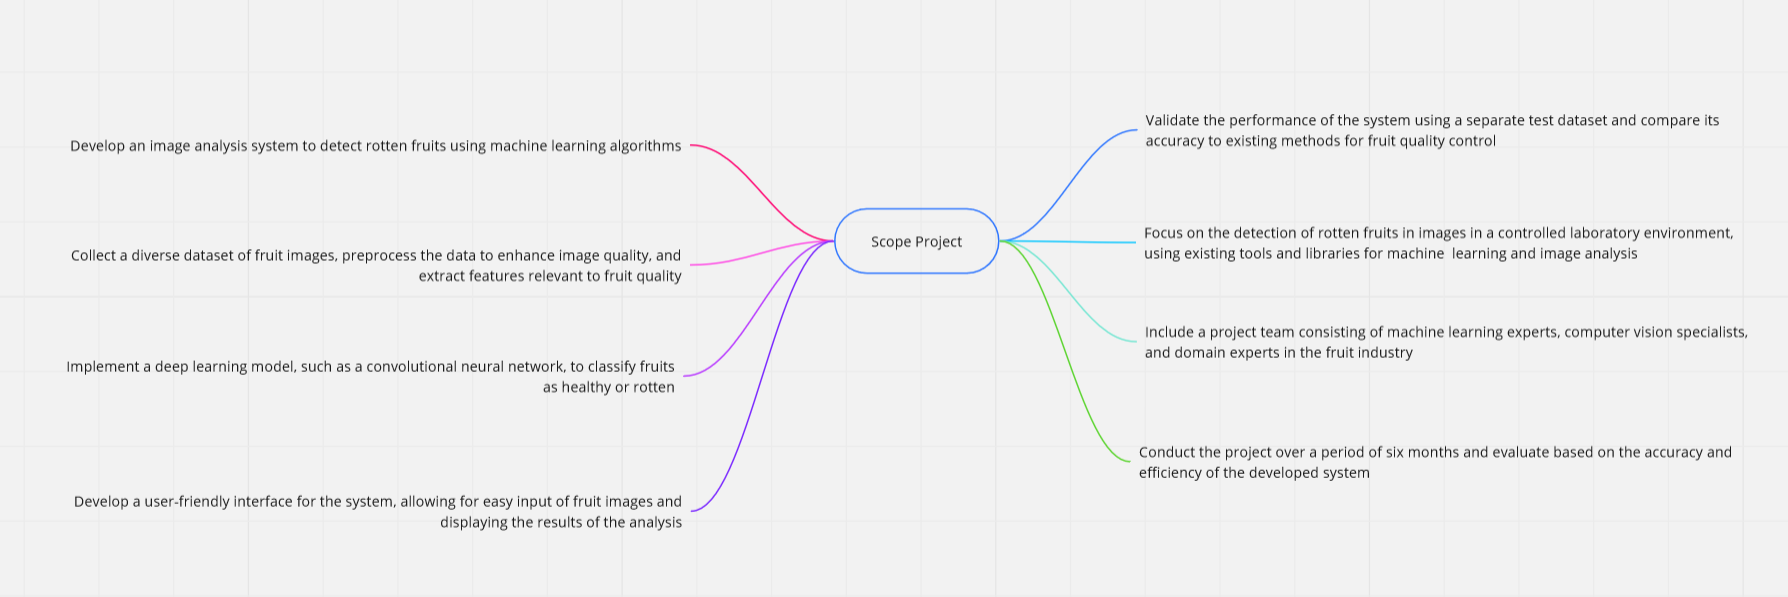 Develop an image analysis system to detect rotten fruits using machine learning algorithms
Collect a diverse dataset of fruit images, preprocess the data to enhance image quality, and
extract features relevant to fruit quality
Implement a deep learning model, such as a convolutional neural network, to classify fruits
as healthy or rotten
Develop a user-friendly interface for the system, allowing for easy input of fruit images and
displaying the results of the analysis
Scope Project
Validate the performance of the system using a separate test dataset and compare its
accuracy to existing methods for fruit quality control
Focus on the detection of rotten fruits in images in a controlled laboratory environment,
using existing tools and libraries for machine  learning and image analysis
Include a project team consisting of machine learning experts, computer vision specialists,
and domain experts in the fruit industry
Conduct the project over a period of six months and evaluate based on the accuracy and
efficiency of the developed system